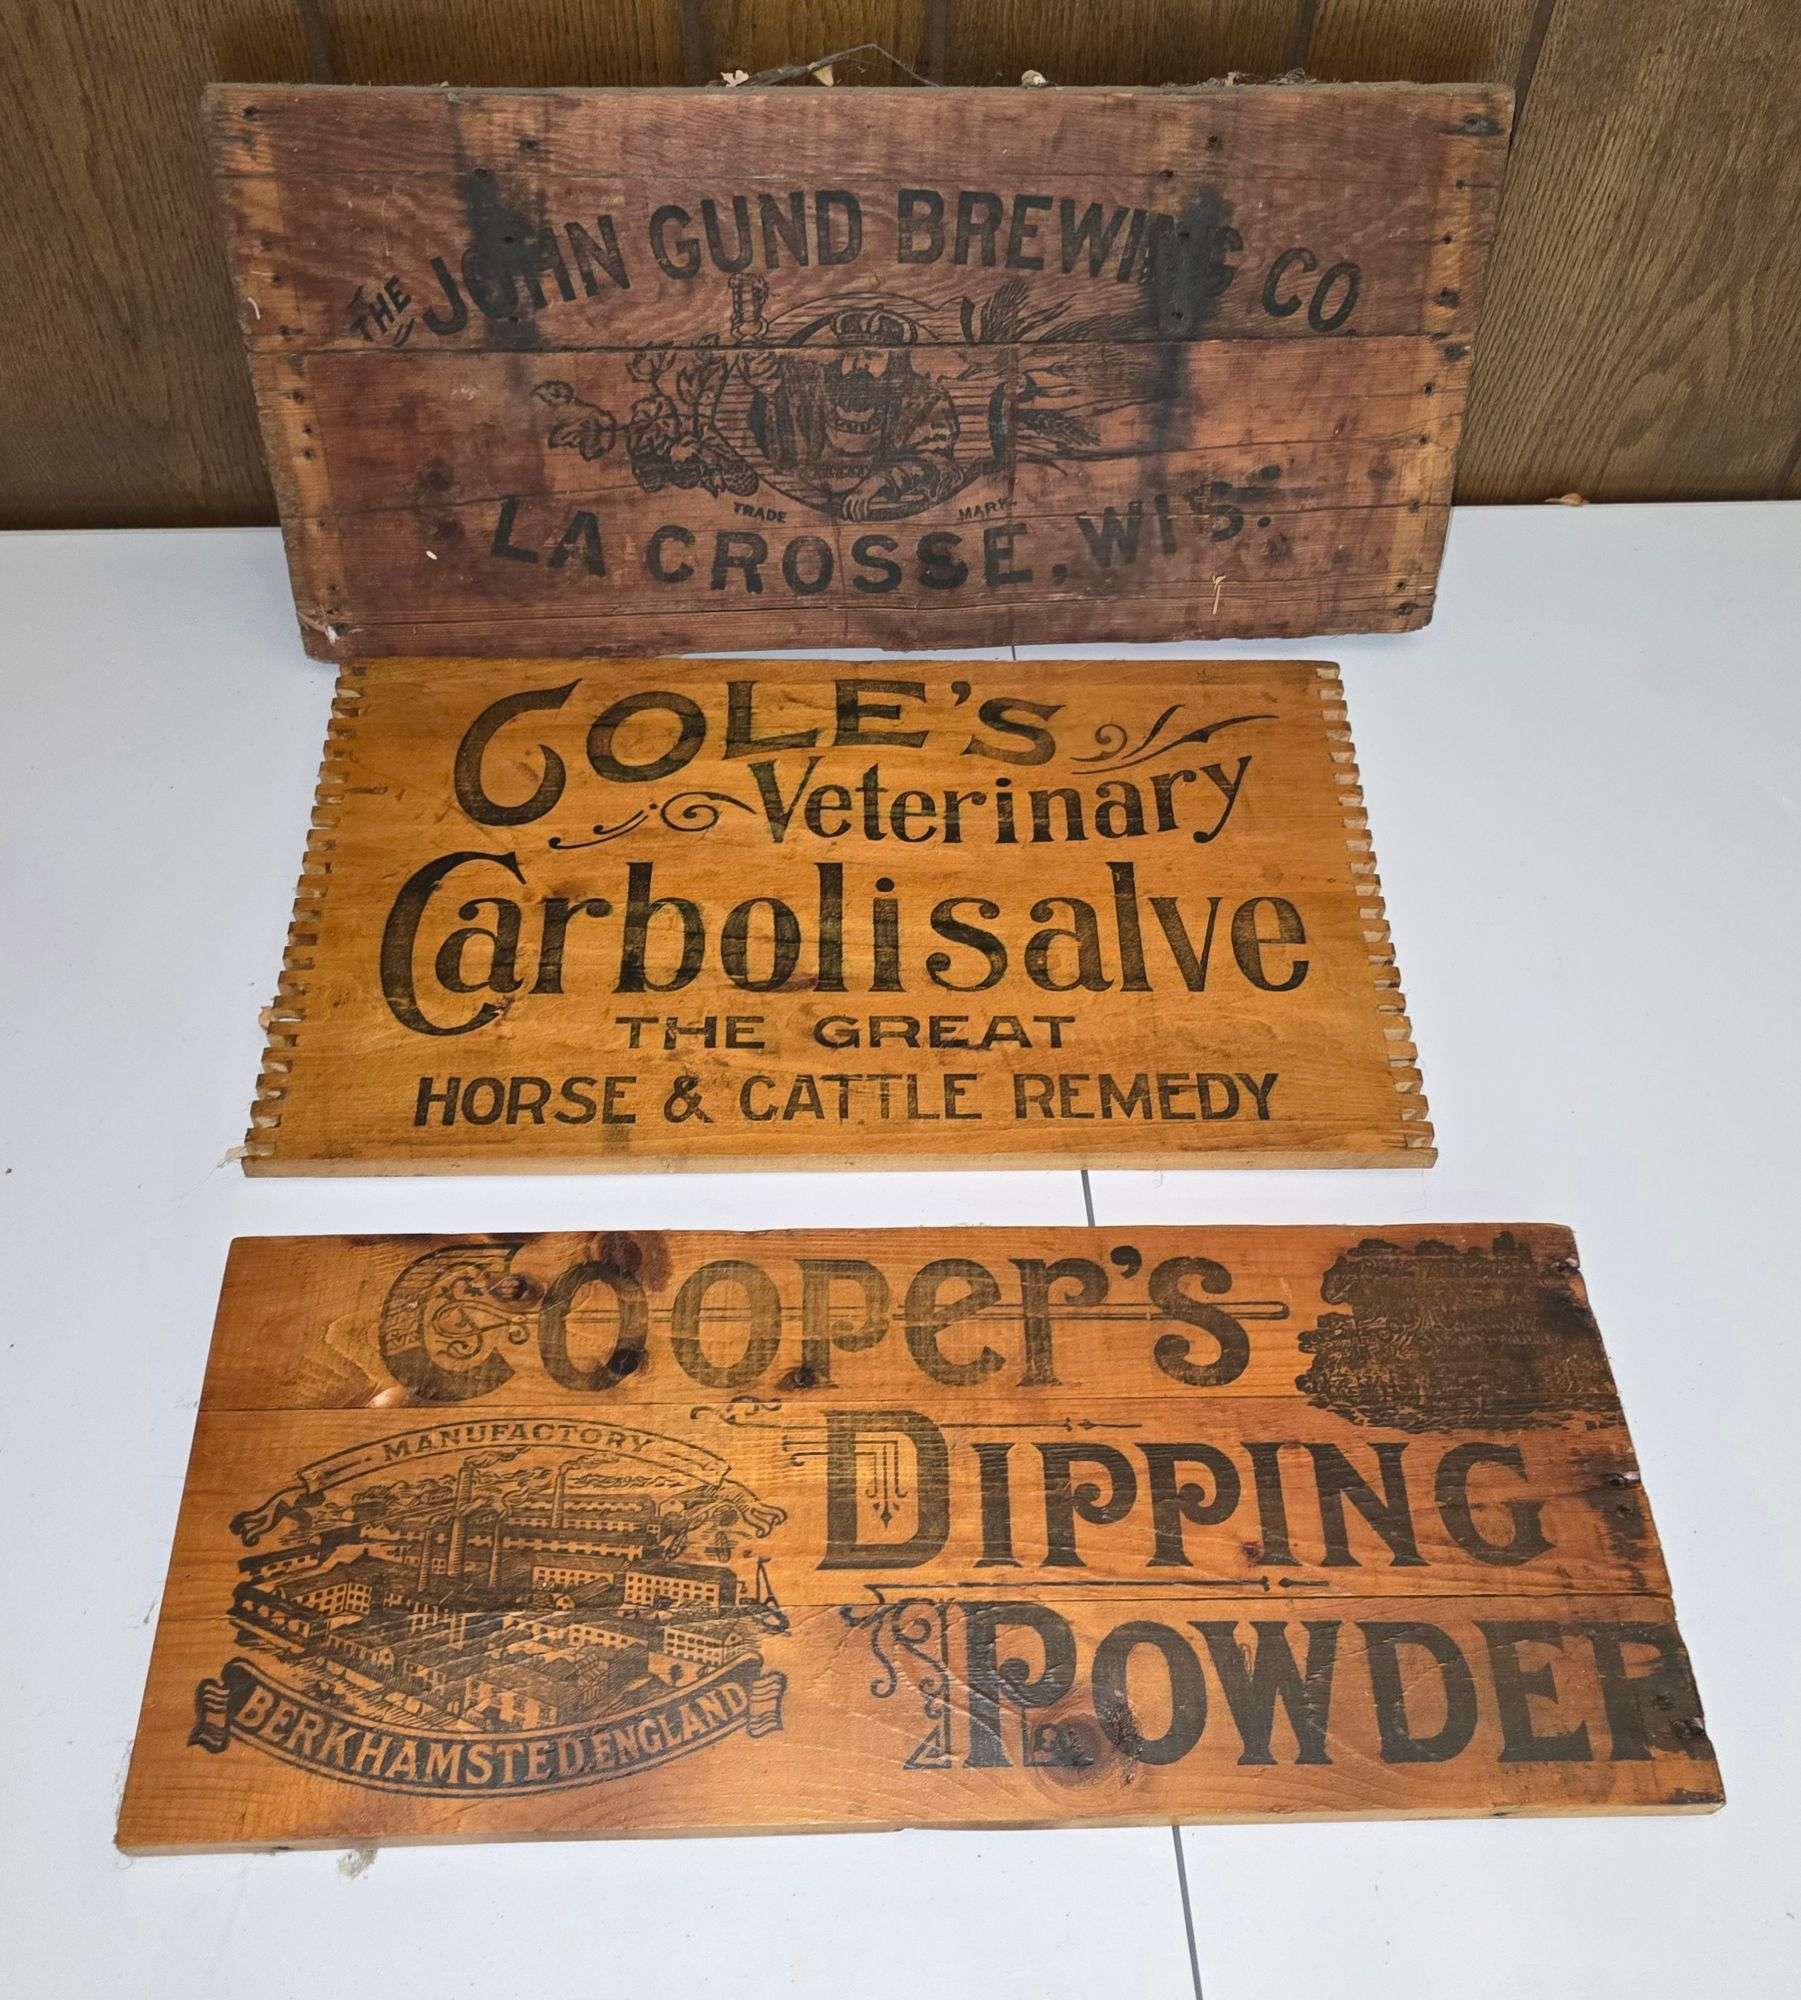 THE JOHN GUND BREWING CO.
TRADE MARK.
LA CROSSE, WIS.
COLE'S
Veterinary
Carbolisalve
THE GREAT
HORSE & CATTLE REMEDY
COOPER'S
DIPPING
POWDER
MANUFACTORY
BERKHAMSTED, ENGLAND